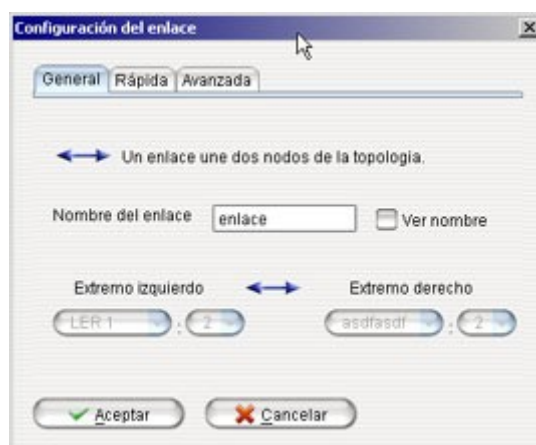 Configuración del enlace
General Rápida Avanzada
Un enlace une dos nodos de la topologia.
Nombre del enlace enlace Ver nombre
Extremo izquierdo Extremo derecho
LER 1 : 2 asdfasdf : 2
Aceptar Cancelar